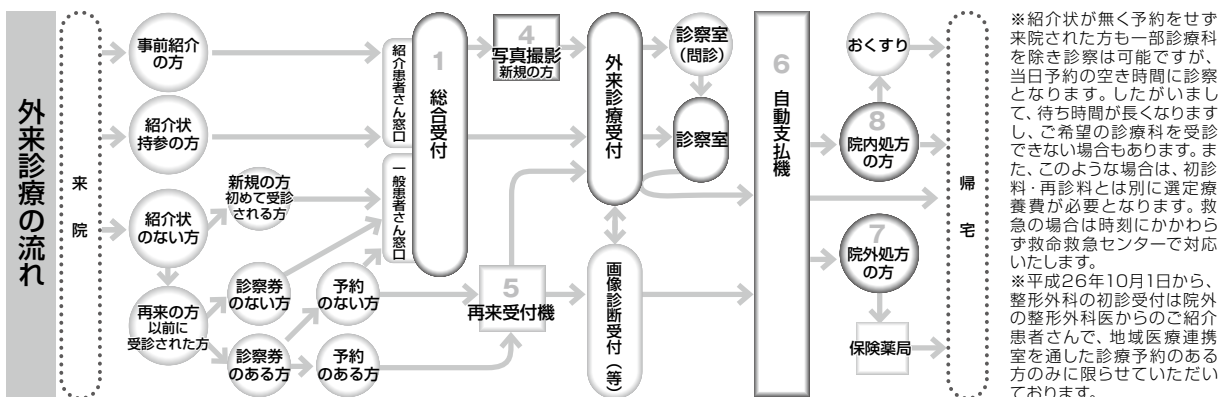 外来診療の流れ
来院
事前紹介
の方
紹介状
持参の方
紹介状
のない方
新規の方
初めて受診
される方
再来の方
以前に
受診された方
診察券
のない方
診察券
のある方
予約
のない方
予約
のある方
紹介患者さん窓口
一般患者さん窓口
1
総合受付
4
写真撮影
新規の方
5
再来受付機
外来診療受付
画像診断受付（等）
診察室
(問診)
診察室
6
自動支払機
おくすり
8
院内処方
の方
7
院外処方
の方
保険薬局
帰宅
※紹介状が無く予約をせず
来院された方も一部診療科
を除き診察は可能ですが、
当日予約の空き時間に診察
となります。したがいまし
て、待ち時間が長くなります
し、ご希望の診療科を受診
できない場合もあります。ま
た、このような場合は、初診
料・再診料とは別に選定療
養費が必要となります。救
急の場合は時刻にかかわら
ず救命救急センターで対応
いたします。
※平成26年10月1日から、
整形外科の初診受付は院外
の整形外科医からのご紹介
患者さんで、地域医療連携
室を通した診療予約のある
方のみに限らせていただい
ております。